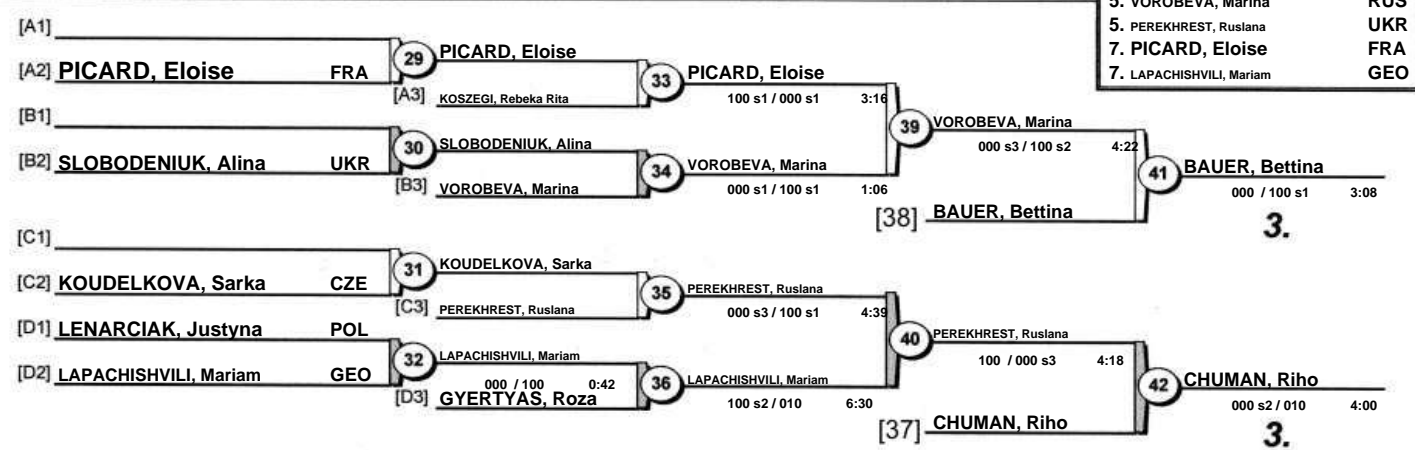 5. VOROBEVA, Marina RUS
5. PEREKHREST, Ruslana UKR
7. PICARD, Eloise FRA
7. LAPACHISHVILI, Mariam GEO
[A1]
[A2] PICARD, Eloise FRA
29 PICARD, Eloise
[A3] KOSZEGI, Rebeka Rita
33 PICARD, Eloise
100 s1 / 000 s1 3:16
[B1]
[B2] SLOBODENIUK, Alina UKR
30 SLOBODENIUK, Alina
[B3] VOROBEVA, Marina
34 VOROBEVA, Marina
000 s1 / 100 s1 1:06
39 VOROBEVA, Marina
000 s3 / 100 s2 4:22
[38] BAUER, Bettina
41 BAUER, Bettina
000 / 100 s1 3:08
3.
[C1]
[C2] KOUDELKOVA, Sarka CZE
31 KOUDELKOVA, Sarka
[C3] PEREKHREST, Ruslana
35 PEREKHREST, Ruslana
000 s3 / 100 s1 4:39
[D1] LENARCIAK, Justyna POL
[D2] LAPACHISHVILI, Mariam GEO
32 LAPACHISHVILI, Mariam
000 / 100 0:42
[D3] GYERTYAS, Roza
36 LAPACHISHVILI, Mariam
100 s2 / 010 6:30
40 PEREKHREST, Ruslana
100 / 000 s3 4:18
[37] CHUMAN, Riho
42 CHUMAN, Riho
000 s2 / 010 4:00
3.